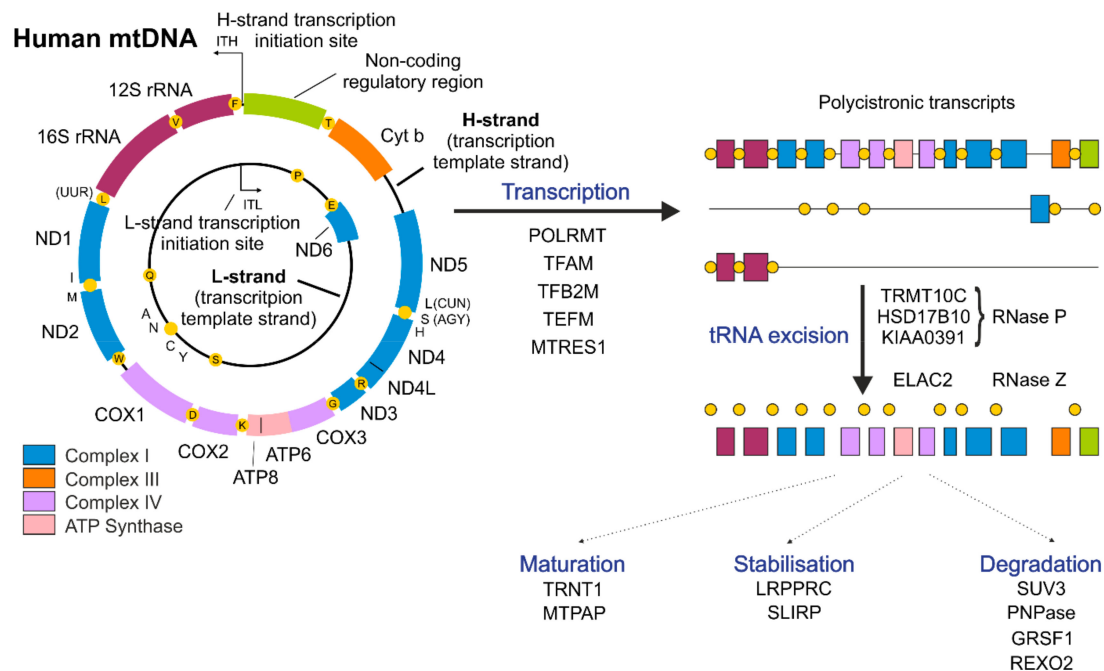 Human mtDNA
H-strand transcription
initiation site
ITH
Non-coding
regulatory region
12S rRNA
16S rRNA
F
V
T
Cyt b
H-strand
(transcription
template strand)
(UUR)
L
P
E
ITL
L-strand transcription
initiation site
ND6
ND1
ND5
L-strand
(transcritpion
template strand)
Q
I
M
L(CUN)
S (AGY)
H
ND2
A
N
C
Y
S
ND4
W
R
ND4L
ND3
G
COX1
D
K
COX3
COX2
ATP6
ATP8
Complex I
Complex III
Complex IV
ATP Synthase
Transcription
POLRMT
TFAM
TFB2M
TEFM
MTRES1
Polycistronic transcripts
tRNA excision
TRMT10C
HSD17B10
KIAA0391
RNase P
ELAC2
RNase Z
Maturation
TRNT1
MTPAP
Stabilisation
LRPPRC
SLIRP
Degradation
SUV3
PNPase
GRSF1
REXO2